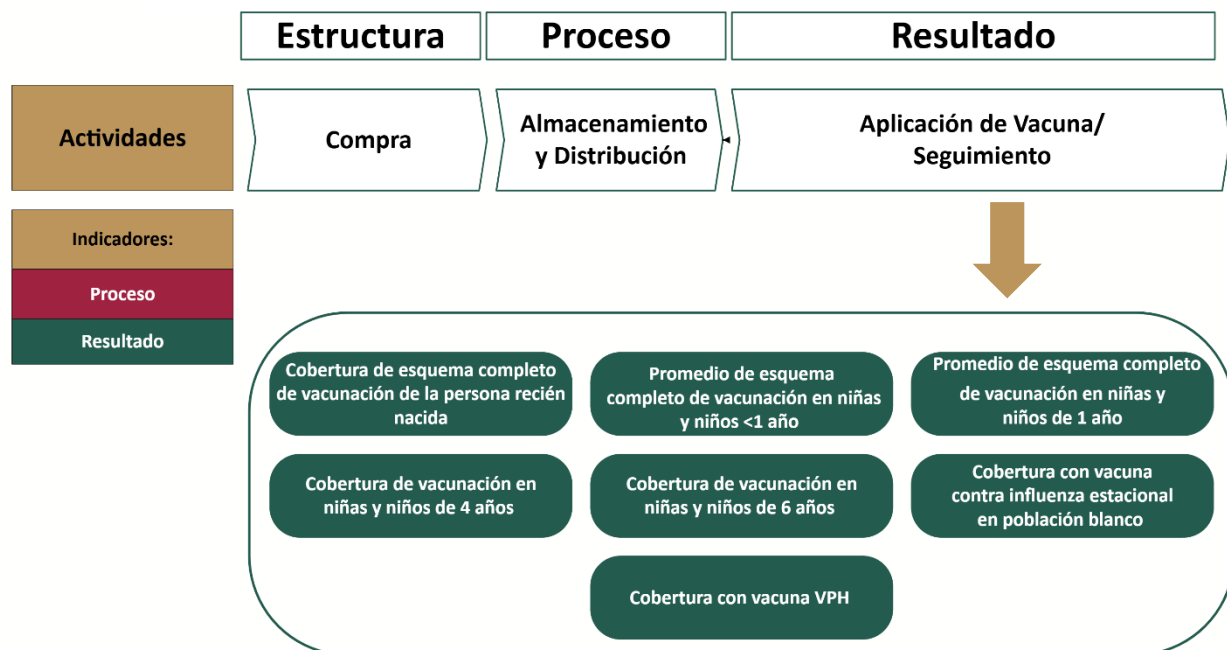 Estructura
Proceso
Resultado
Actividades
Compra
Almacenamiento
y Distribución
Aplicación de Vacuna/
Seguimiento
Indicadores:
Proceso
Resultado
Cobertura de esquema completo
de vacunación de la persona recién
nacida
Promedio de esquema
completo de vacunación en niñas
y niños <1 año
Promedio de esquema completo
de vacunación en niñas y
niños de 1 año
Cobertura de vacunación en
niñas y niños de 4 años
Cobertura de vacunación en
niñas y niños de 6 años
Cobertura con vacuna
contra influenza estacional
en población blanco
Cobertura con vacuna VPH